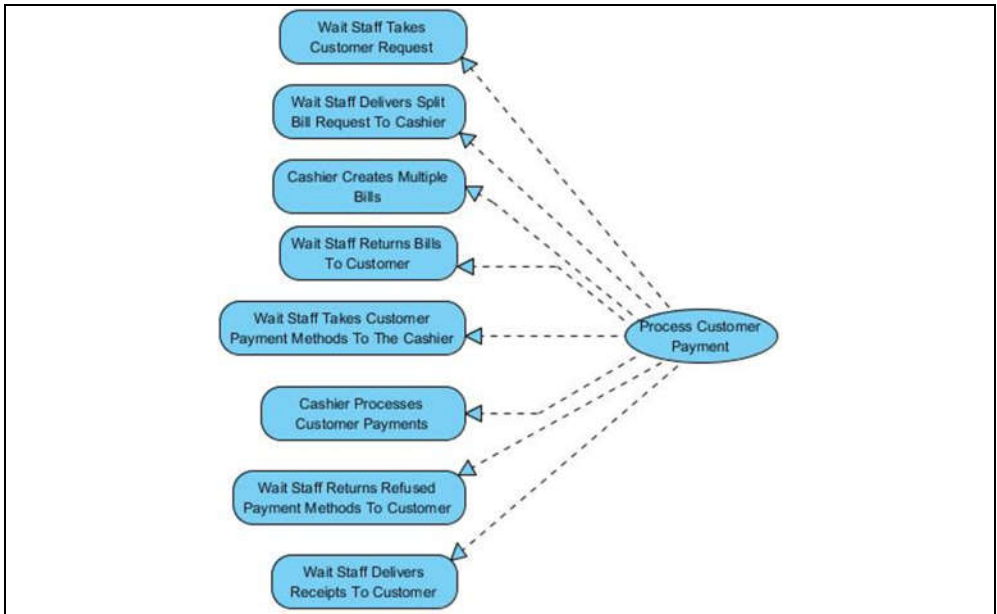 Wait Staff Takes
Customer Request
Wait Staff Delivers Split
Bill Request To Cashier
Cashier Creates Multiple
Bills
Wait Staff Returns Bills
To Customer
Wait Staff Takes Customer
Payment Methods To The Cashier
Process Customer
Payment
Cashier Processes
Customer Payments
Wait Staff Returns Refused
Payment Methods To Customer
Wait Staff Delivers
Receipts To Customer